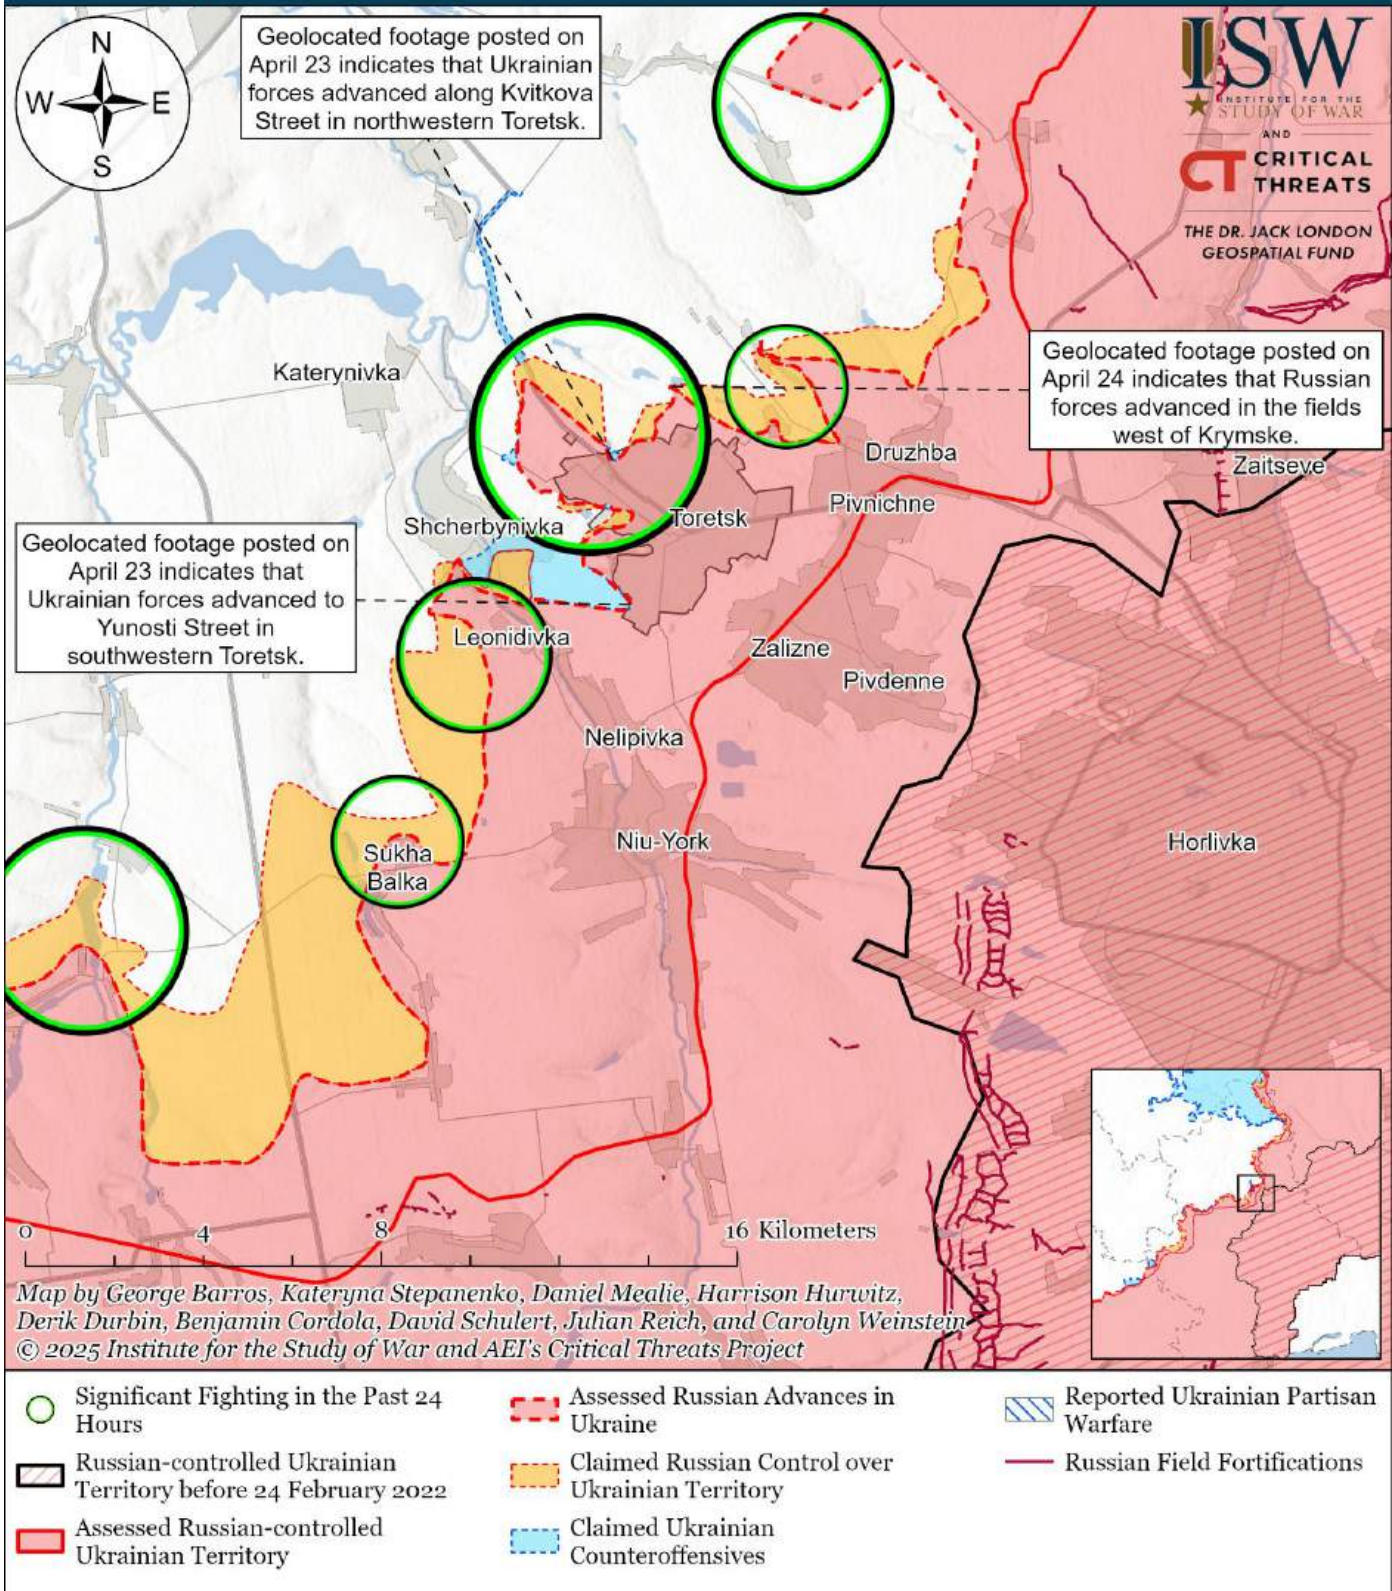 N
W
E
S
Geolocated footage posted on
April 23 indicates that Ukrainian
forces advanced along Kvitkova
Street in northwestern Toretsk.
ISW
INSTITUTE FOR THE
STUDY OF WAR
AND
CT CRITICAL
THREATS
THE DR. JACK LONDON
GEOSPATIAL FUND
Geolocated footage posted on
April 24 indicates that Russian
forces advanced in the fields
west of Krymske.
Katerynivka
Druzhba
Zaitseve
Pivnichne
Toretsk
Shcherbynivka
Geolocated footage posted on
April 23 indicates that
Ukrainian forces advanced to
Yunosti Street in
southwestern Toretsk.
Leonidivka
Zalizne
Pivdenne
Nelipivka
Niu-York
Horlivka
Sukha
Balka
0 4 8 16 Kilometers
Map by George Barros, Kateryna Stepanenko, Daniel Mealie, Harrison Hurwitz,
Derik Durbin, Benjamin Cordola, David Schulert, Julian Reich, and Carolyn Weinstein
© 2025 Institute for the Study of War and AEI's Critical Threats Project
Significant Fighting in the Past 24
Hours
Russian-controlled Ukrainian
Territory before 24 February 2022
Assessed Russian-controlled
Ukrainian Territory
Assessed Russian Advances in
Ukraine
Claimed Russian Control over
Ukrainian Territory
Claimed Ukrainian
Counteroffensives
Reported Ukrainian Partisan
Warfare
Russian Field Fortifications